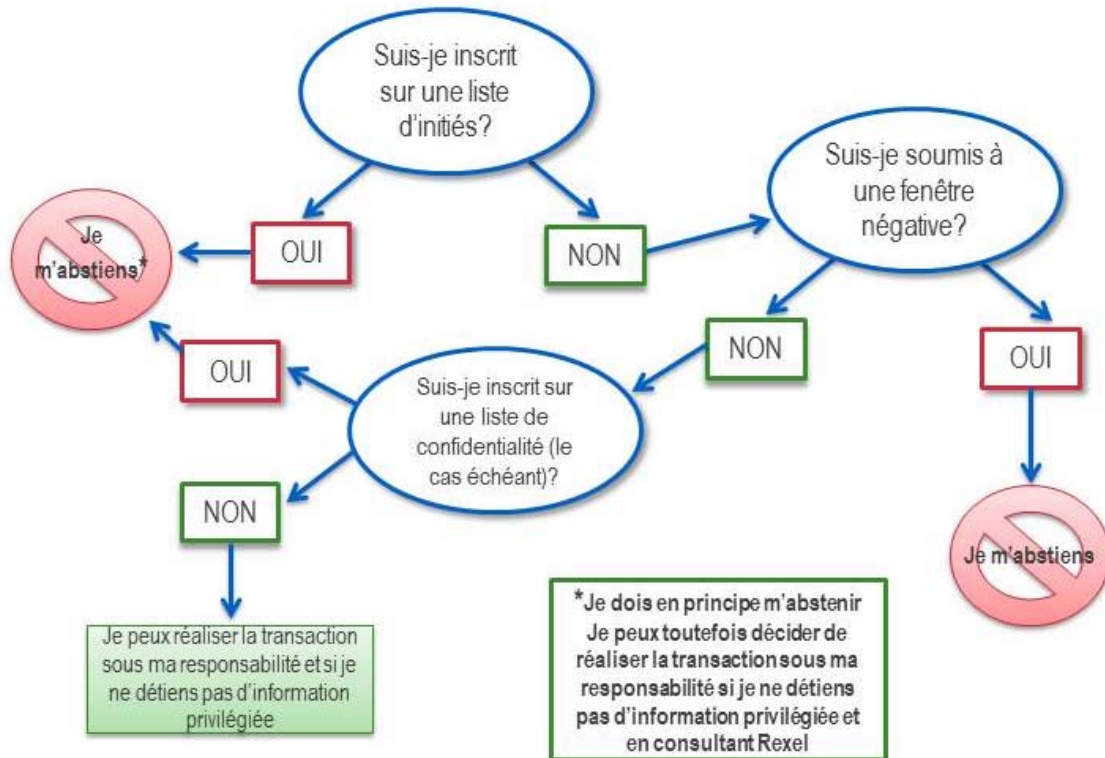 Suis-je inscrit
sur une liste
d'initiés?
Suis-je soumis à
une fenêtre
négative?
Je
m'abstiens*
OUI
NON
NON
OUI
OUI
Suis-je inscrit sur
une liste de
confidentialité (le
cas échéant)?
NON
Je m'abstiens
Je peux réaliser la transaction
sous ma responsabilité et si je
ne détiens pas d'information
privilégiée
*Je dois en principe m'abstenir
Je peux toutefois décider de
réaliser la transaction sous ma
responsabilité si je ne détiens
pas d'information privilégiée et
en consultant Rexel